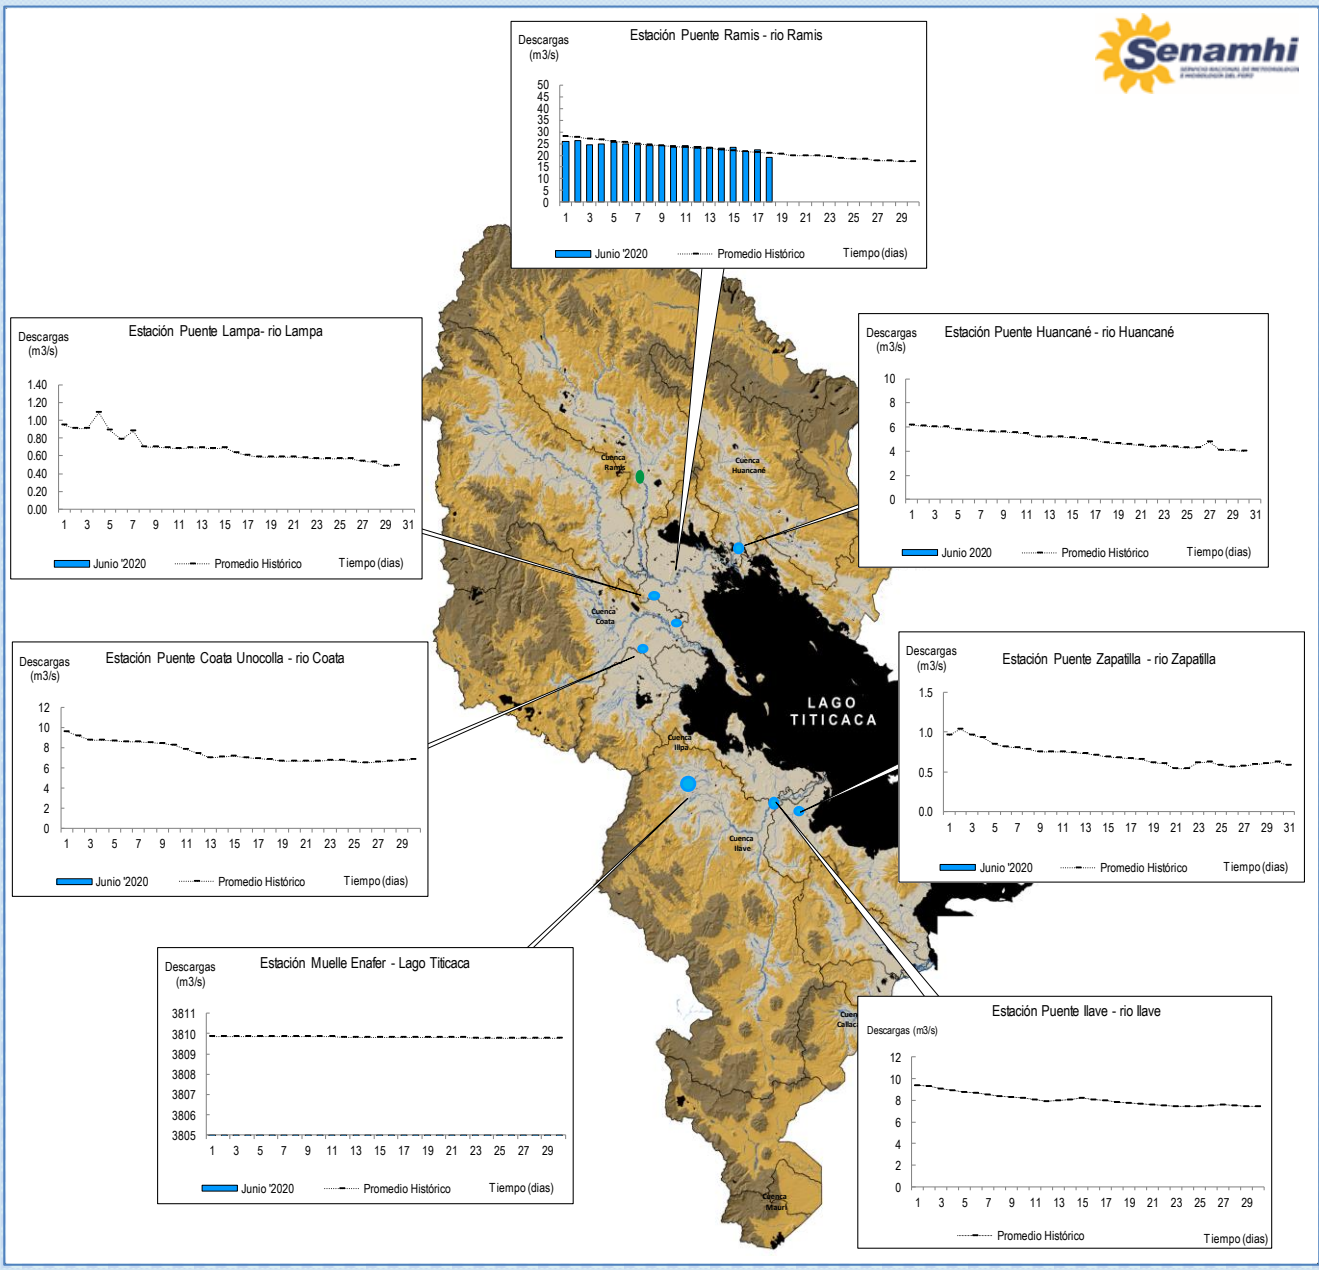 Senamhi
SERVICIO NACIONAL DE METEOROLOGÍA
E HIDROLOGÍA DEL PERÚ
Estación Puente Ramis - rio Ramis
Descargas
(m3/s)
50
45
40
35
30
25
20
15
10
5
0
1 3 5 7 9 11 13 15 17 19 21 23 25 27 29
Junio '2020 Promedio Histórico Tiempo (dias)
Estación Puente Lampa- rio Lampa
Descargas
(m3/s)
1.40
1.20
1.00
0.80
0.60
0.40
0.20
0.00
1 3 5 7 9 11 13 15 17 19 21 23 25 27 29 31
Junio '2020 Promedio Histórico Tiempo (dias)
Estación Puente Huancané - rio Huancané
Descargas
(m3/s)
10
8
6
4
2
0
1 3 5 7 9 11 13 15 17 19 21 23 25 27 29 31
Junio 2020 Promedio Histórico Tiempo (dias)
Cuenca
Ramis
Cuenca
Huancané
Cuenca
Coata
LAGO
TITICACA
Cuenca
Illpa
Cuenca
Ilave
Cuen
Callac
Cuenca
Mauri
Estación Puente Coata Unocolla - rio Coata
Descargas
(m3/s)
12
10
8
6
4
2
0
1 3 5 7 9 11 13 15 17 19 21 23 25 27 29
Junio '2020 Promedio Histórico Tiempo (dias)
Estación Puente Zapatilla - rio Zapatilla
Descargas
(m3/s)
1.5
1.0
0.5
0.0
1 3 5 7 9 11 13 15 17 19 21 23 25 27 29 31
Junio '2020 Promedio Histórico Tiempo (dias)
Estación Muelle Enafer - Lago Titicaca
Descargas
(m3/s)
3811
3810
3809
3808
3807
3806
3805
1 3 5 7 9 11 13 15 17 19 21 23 25 27 29
Junio '2020 Promedio Histórico Tiempo (dias)
Estación Puente Ilave - rio Ilave
Descargas (m3/s)
12
10
8
6
4
2
0
1 3 5 7 9 11 13 15 17 19 21 23 25 27 29
Promedio Histórico Tiempo (dias)